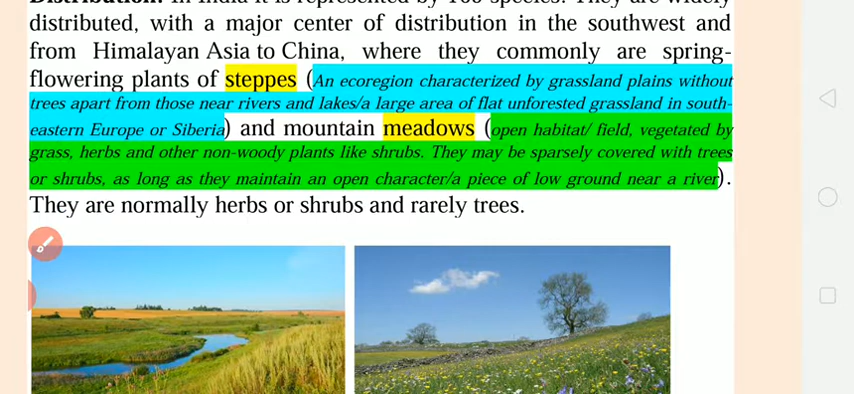 distributed, with a major center of distribution in the southwest and
from Himalayan Asia to China, where they commonly are spring-
flowering plants of steppes (An ecoregion characterized by grassland plains without
trees apart from those near rivers and lakes/a large area of flat unforested grassland in south-
eastern Europe or Siberia) and mountain meadows (open habitat/ field, vegetated by
grass, herbs and other non-woody plants like shrubs. They may be sparsely covered with trees
or shrubs, as long as they maintain an open character/a piece of low ground near a river).
They are normally herbs or shrubs and rarely trees.